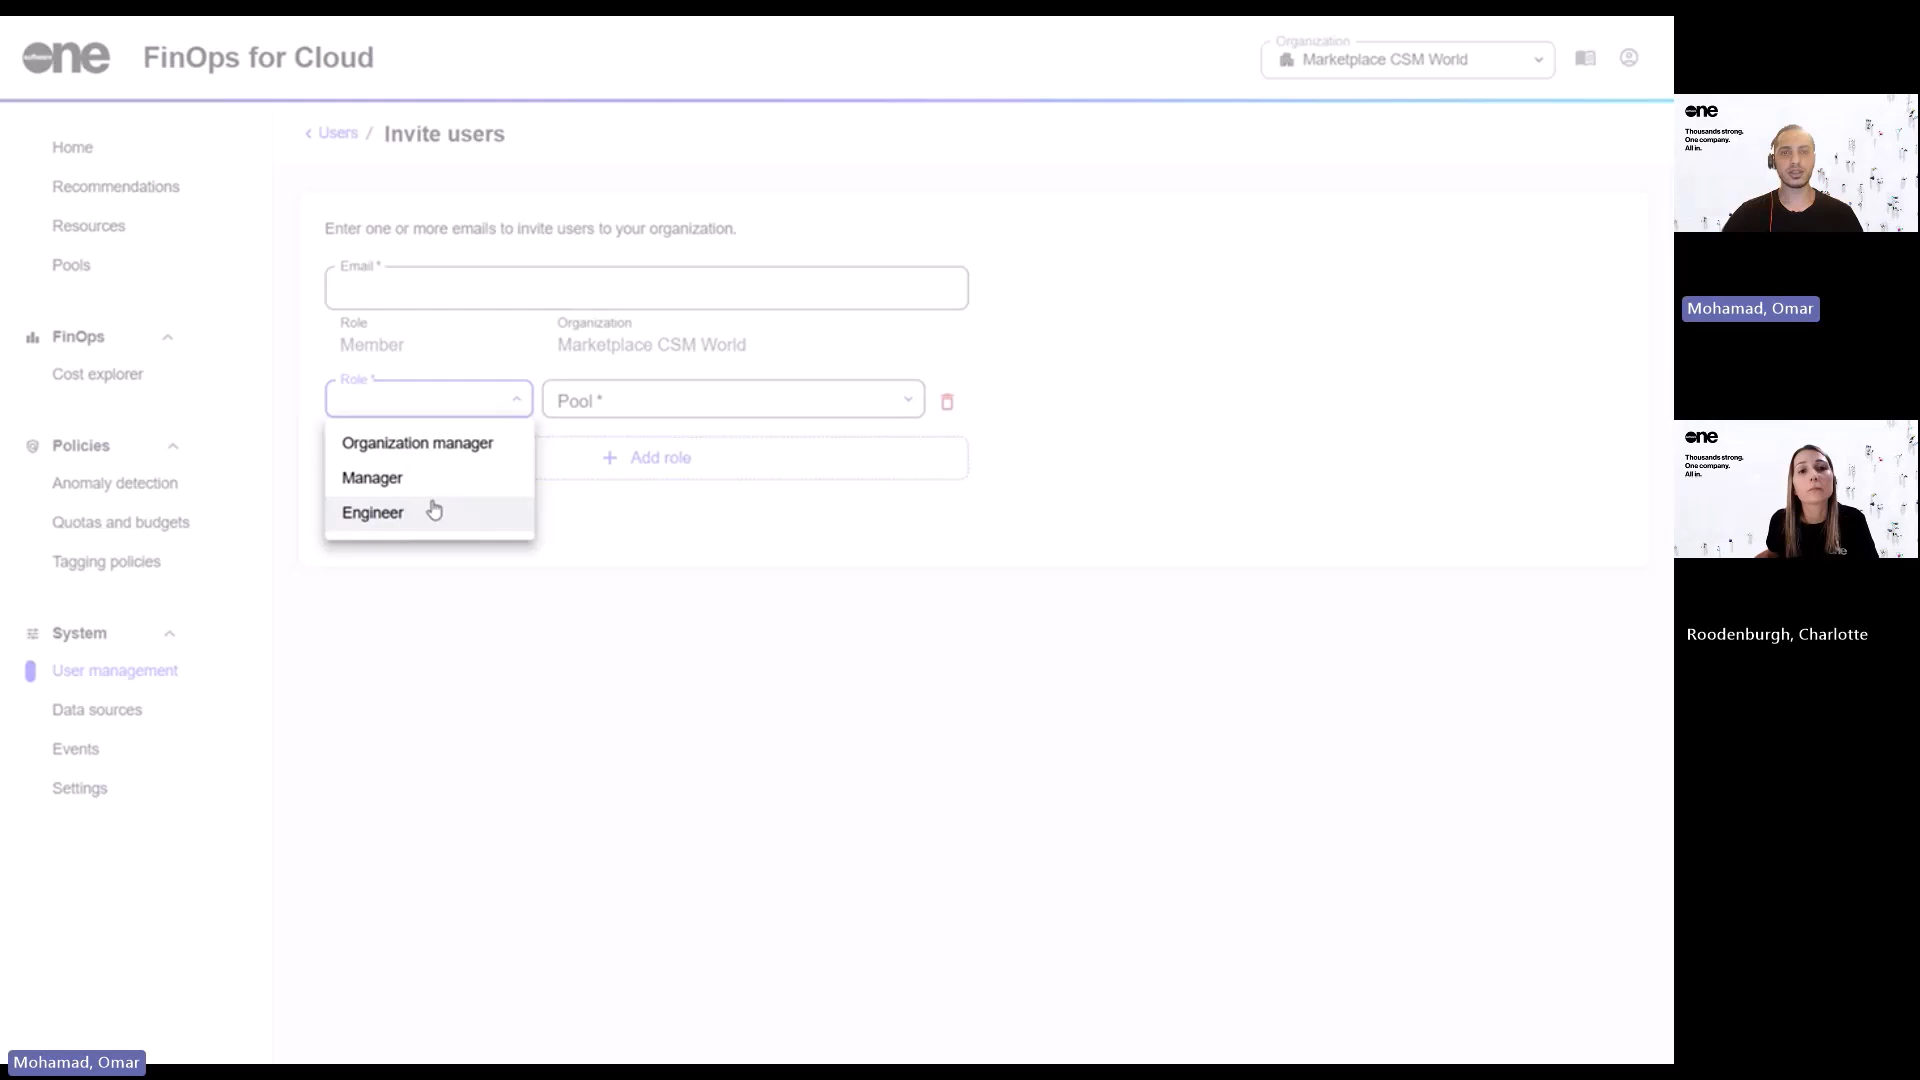 one
FinOps for Cloud
Organization
Marketplace CSM World
Home
Recommendations
Resources
Pools
FinOps
Cost explorer
Policies
Anomaly detection
Quotas and budgets
Tagging policies
System
User management
Data sources
Events
Settings
Users / Invite users
Enter one or more emails to invite users to your organization.
Email *
Role
Organization
Member
Marketplace CSM World
Role *
Pool *
Organization manager
Manager
Engineer
+ Add role
one
Thousands strong.
One company.
All in.
Mohamad, Omar
one
Thousands strong.
One company.
All in.
Roodenburgh, Charlotte
Mohamad, Omar